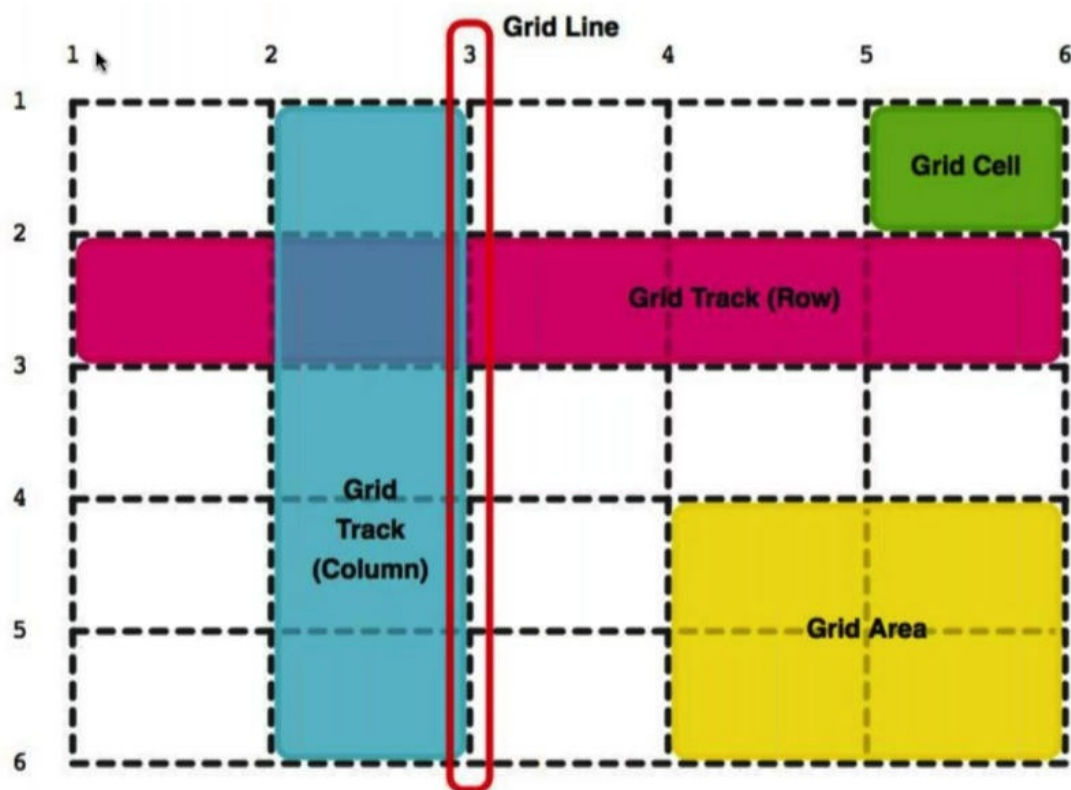 Grid Line
1 2 3 4 5 6
1
Grid Cell
2
Grid Track (Row)
3
Grid
4
Track
(Column)
5
Grid Area
6